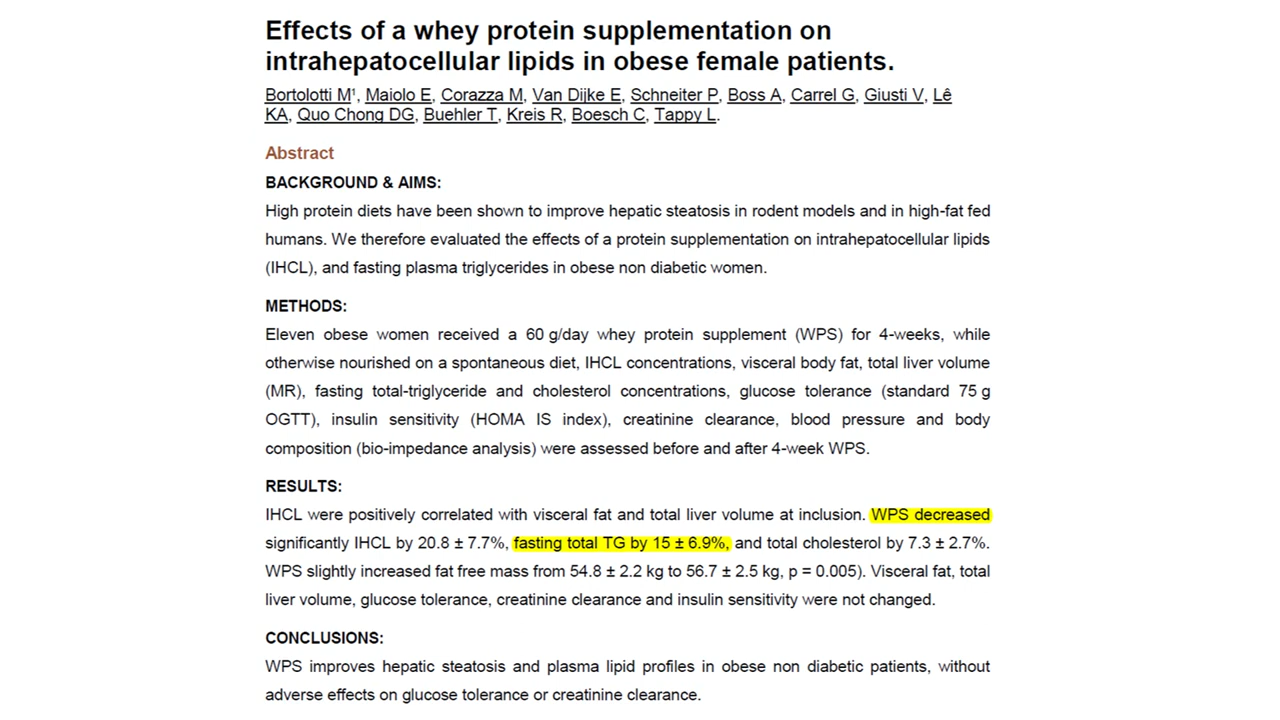 Effects of a whey protein supplementation on
intrahepatocellular lipids in obese female patients.
Bortolotti M¹, Maiolo E, Corazza M, Van Dijke E, Schneiter P, Boss A, Carrel G, Giusti V, Lê
KA, Quo Chong DG, Buehler T, Kreis R, Boesch C, Tappy L.
Abstract
BACKGROUND & AIMS:
High protein diets have been shown to improve hepatic steatosis in rodent models and in high-fat fed
humans. We therefore evaluated the effects of a protein supplementation on intrahepatocellular lipids
(IHCL), and fasting plasma triglycerides in obese non diabetic women.
METHODS:
Eleven obese women received a 60 g/day whey protein supplement (WPS) for 4-weeks, while
otherwise nourished on a spontaneous diet, IHCL concentrations, visceral body fat, total liver volume
(MR), fasting total-triglyceride and cholesterol concentrations, glucose tolerance (standard 75 g
OGTT), insulin sensitivity (HOMA IS index), creatinine clearance, blood pressure and body
composition (bio-impedance analysis) were assessed before and after 4-week WPS.
RESULTS:
IHCL were positively correlated with visceral fat and total liver volume at inclusion. WPS decreased
significantly IHCL by 20.8 ± 7.7%, fasting total TG by 15 ± 6.9%, and total cholesterol by 7.3 ± 2.7%.
WPS slightly increased fat free mass from 54.8 ± 2.2 kg to 56.7 ± 2.5 kg, p = 0.005). Visceral fat, total
liver volume, glucose tolerance, creatinine clearance and insulin sensitivity were not changed.
CONCLUSIONS:
WPS improves hepatic steatosis and plasma lipid profiles in obese non diabetic patients, without
adverse effects on glucose tolerance or creatinine clearance.